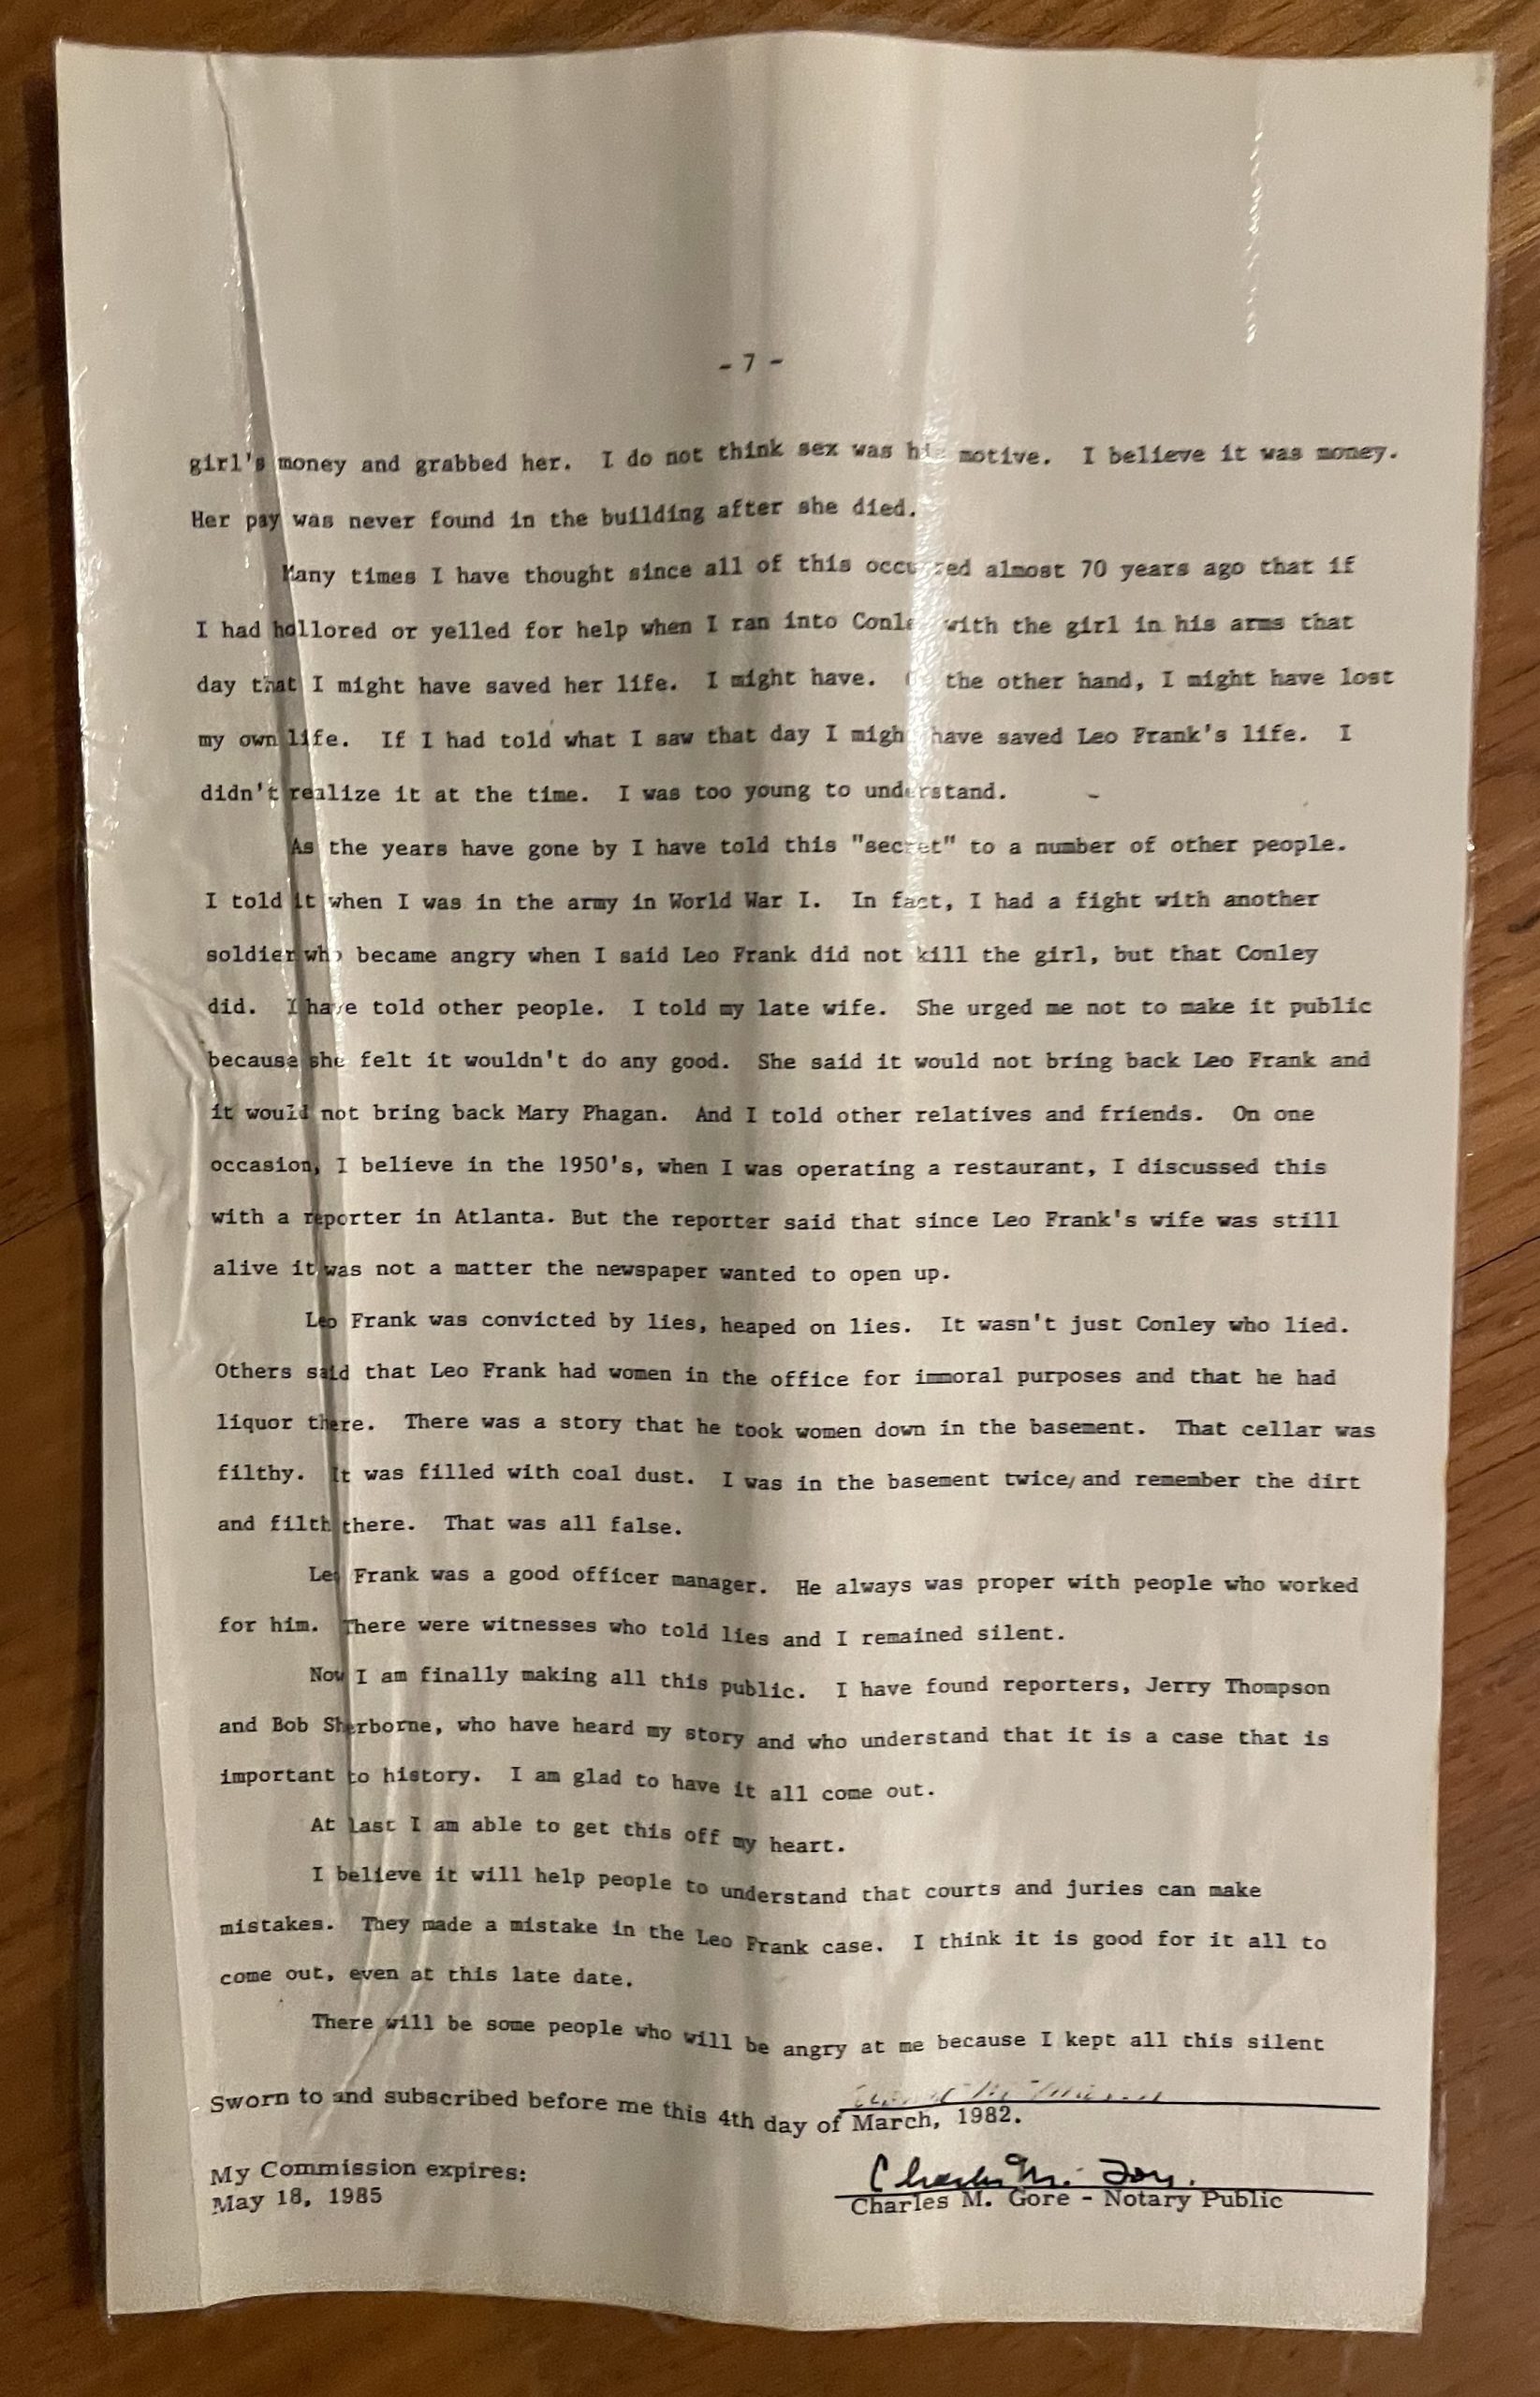 - 7 -
girl's money and grabbed her. I do not think sex was his motive. I believe it was money.
Her pay was never found in the building after she died.
Many times I have thought since all of this occurred almost 70 years ago that if
I had hollored or yelled for help when I ran into Conley with the girl in his arms that
day that I might have saved her life. I might have. On the other hand, I might have lost
my own life. If I had told what I saw that day I might have saved Leo Frank's life. I
didn't realize it at the time. I was too young to understand.
As the years have gone by I have told this "secret" to a number of other people.
I told it when I was in the army in World War I. In fact, I had a fight with another
soldier who became angry when I said Leo Frank did not kill the girl, but that Conley
did. I have told other people. I told my late wife. She urged me not to make it public
because she felt it wouldn't do any good. She said it would not bring back Leo Frank and
it would not bring back Mary Phagan. And I told other relatives and friends. On one
occasion, I believe in the 1950's, when I was operating a restaurant, I discussed this
with a reporter in Atlanta. But the reporter said that since Leo Frank's wife was still
alive it was not a matter the newspaper wanted to open up.
Leo Frank was convicted by lies, heaped on lies. It wasn't just Conley who lied.
Others said that Leo Frank had women in the office for immoral purposes and that he had
liquor there. There was a story that he took women down in the basement. That cellar was
filthy. It was filled with coal dust. I was in the basement twice, and remember the dirt
and filth there. That was all false.
Leo Frank was a good officer manager. He always was proper with people who worked
for him. There were witnesses who told lies and I remained silent.
Now I am finally making all this public. I have found reporters, Jerry Thompson
and Bob Sherborne, who have heard my story and who understand that it is a case that is
important to history. I am glad to have it all come out.
At last I am able to get this off my heart.
I believe it will help people to understand that courts and juries can make
mistakes. They made a mistake in the Leo Frank case. I think it is good for it all to
come out, even at this late date.
There will be some people who will be angry at me because I kept all this silent
Sworn to and subscribed before me this 4th day of March, 1982.
My Commission expires:
May 18, 1985
Charles M. Gore
Charles M. Gore - Notary Public